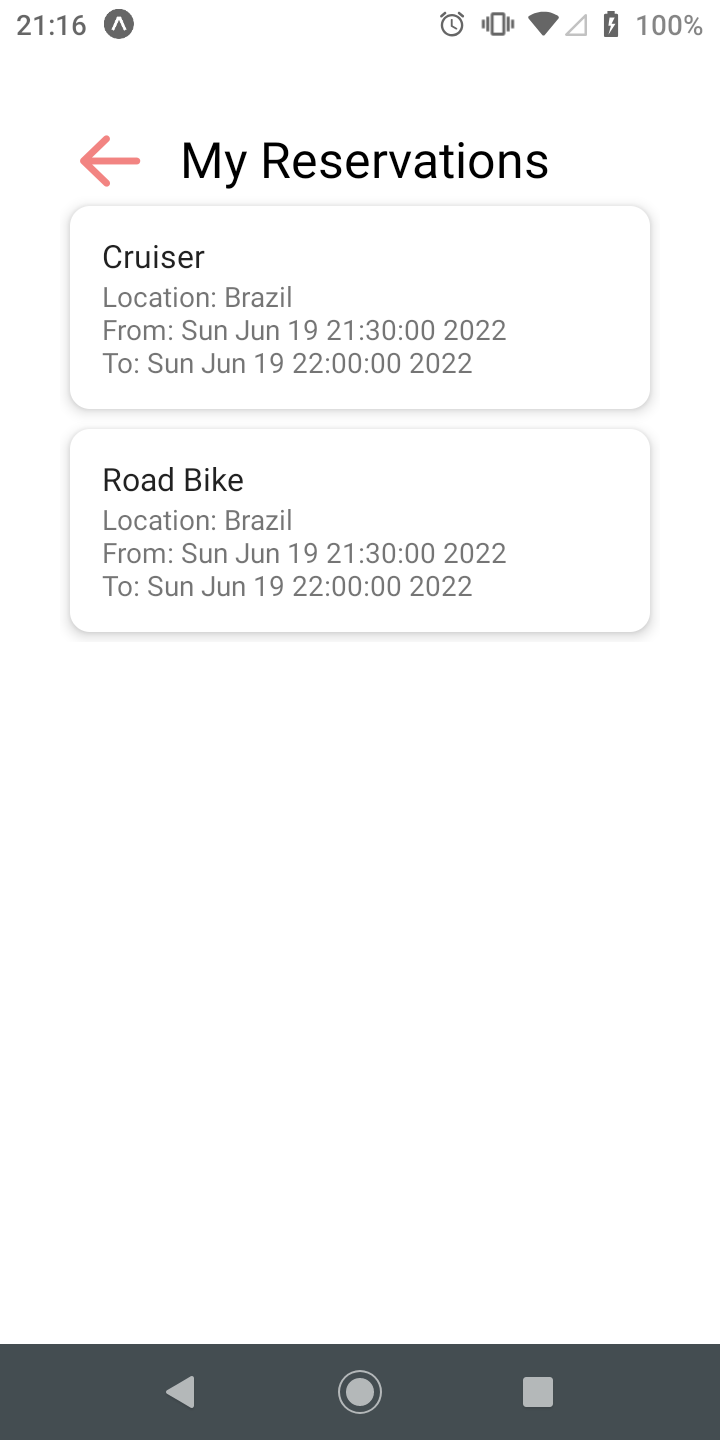 21:16 100%
My Reservations
Cruiser
Location: Brazil
From: Sun Jun 19 21:30:00 2022
To: Sun Jun 19 22:00:00 2022
Road Bike
Location: Brazil
From: Sun Jun 19 21:30:00 2022
To: Sun Jun 19 22:00:00 2022